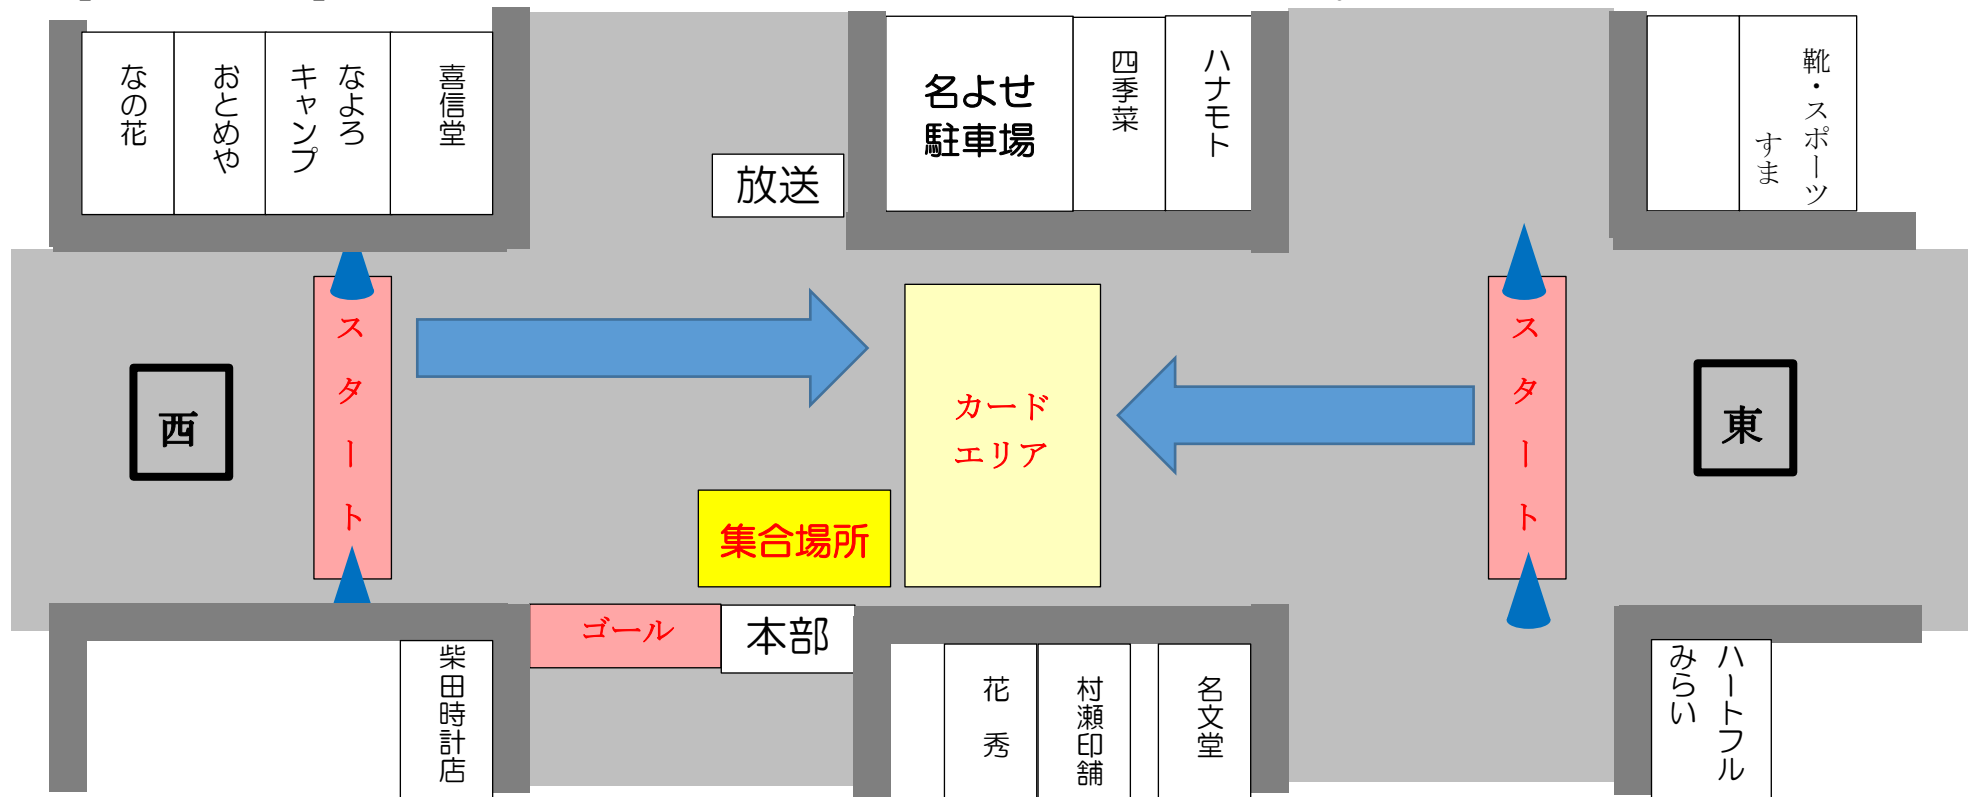 なの花
おとめや
なよろ
キャンプ
喜信堂
名よせ
駐車場
四季菜
ハナモト
靴・スポーツ
すま
放送
西
スタート
カード
エリア
スタート
東
集合場所
ゴール
本部
柴田時計店
花 秀
村瀬印舗
名文堂
ハートフル
みらい